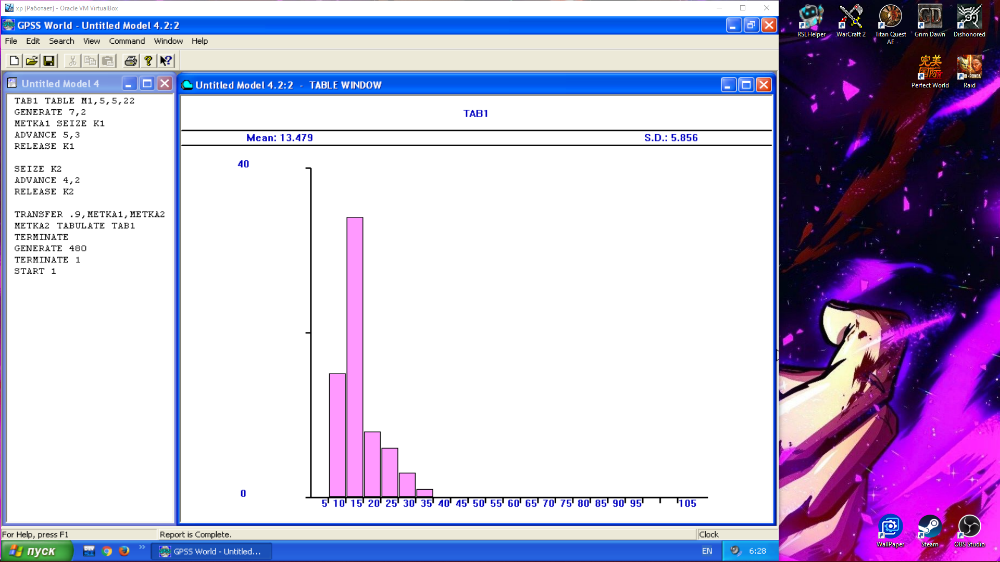 xp [Работает] - Oracle VM VirtualBox
GPSS World - Untitled Model 4.2:2
File Edit Search View Command Window Help
Untitled Model 4
TAB1 TABLE M1,5,5,22
GENERATE 7,2
METKA1 SEIZE K1
ADVANCE 5,3
RELEASE K1
SEIZE K2
ADVANCE 4,2
RELEASE K2
TRANSFER .9,METKA1,METKA2
METKA2 TABULATE TAB1
TERMINATE
GENERATE 480
TERMINATE 1
START 1
Untitled Model 4.2:2 - TABLE WINDOW
TAB1
Mean: 13.479 S.D.: 5.856
40
0
5 10 15 20 25 30 35 40 45 50 55 60 65 70 75 80 85 90 95 105
For Help, press F1 Report is Complete. Clock
пуск
GPSS World - Untitled...
EN
6:28
RSLHelper
WarCraft 2
Titan Quest AE
Grim Dawn
Dishonored
完美
国际
Perfect World
Raid
WallPaper
Steam
OBS Studio